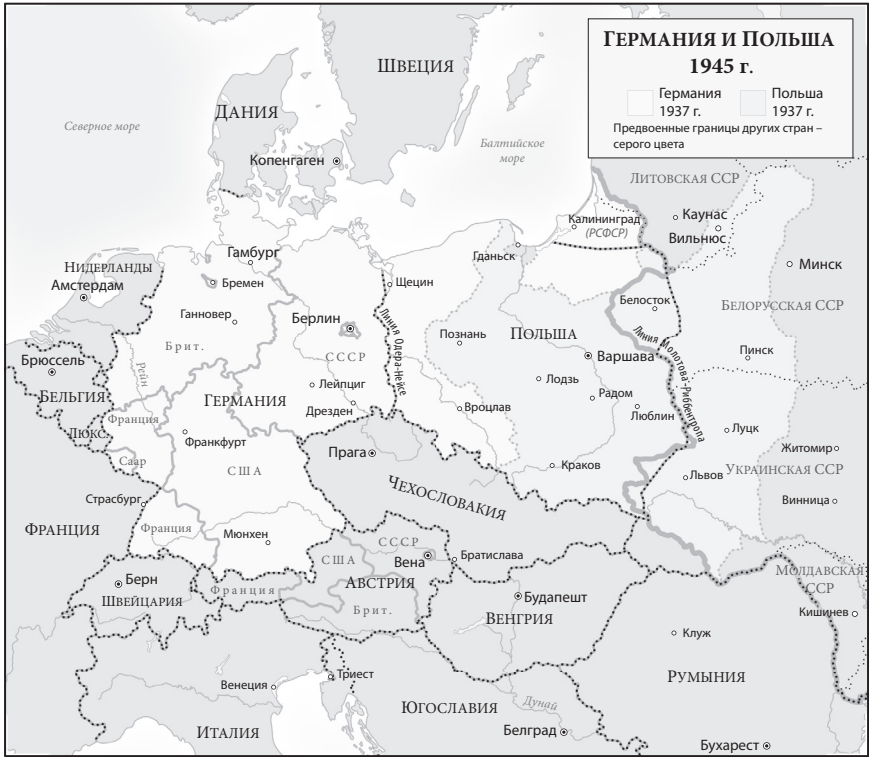 ГЕРМАНИЯ И ПОЛЬША
1945 г.
Германия
1937 г.
Польша
1937 г.
Предвоенные границы других стран –
серого цвета
ШВЕЦИЯ
ДАНИЯ
Северное море
Балтийское
море
Копенгаген
ЛИТОВСКАЯ ССР
Каунас
Вильнюс
Калининград
(РСФСР)
Гданьск
Минск
Гамбург
НИДЕРЛАНДЫ
Амстердам
Бремен
Щецин
Белосток
БЕЛОРУССКАЯ ССР
Ганновер
Берлин
Линия Одера-Нейсе
Познань
ПОЛЬША
Линия Молотова-Риббентропа
Брит.
СССР
Варшава
Пинск
Брюссель
Рейн
Лейпциг
Лодзь
БЕЛЬГИЯ
ГЕРМАНИЯ
Дрезден
Вроцлав
Радом
Люблин
Франция
ЛЮКС.
Франкфурт
Луцк
Прага
Житомир
Саар
США
Краков
Львов
УКРАИНСКАЯ ССР
Страсбург
ЧЕХОСЛОВАКИЯ
Винница
ФРАНЦИЯ
Франция
Мюнхен
СССР
США
Вена
Братислава
Берн
ШВЕЙЦАРИЯ
Франция
АВСТРИЯ
Брит.
МОЛДАВСКАЯ
ССР
Будапешт
ВЕНГРИЯ
Кишинев
Клуж
Венеция
Триест
РУМЫНИЯ
ИТАЛИЯ
ЮГОСЛАВИЯ
Дунай
Белград
Бухарест